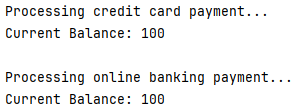 Processing credit card payment...
Current Balance: 100
Processing online banking payment...
Current Balance: 100